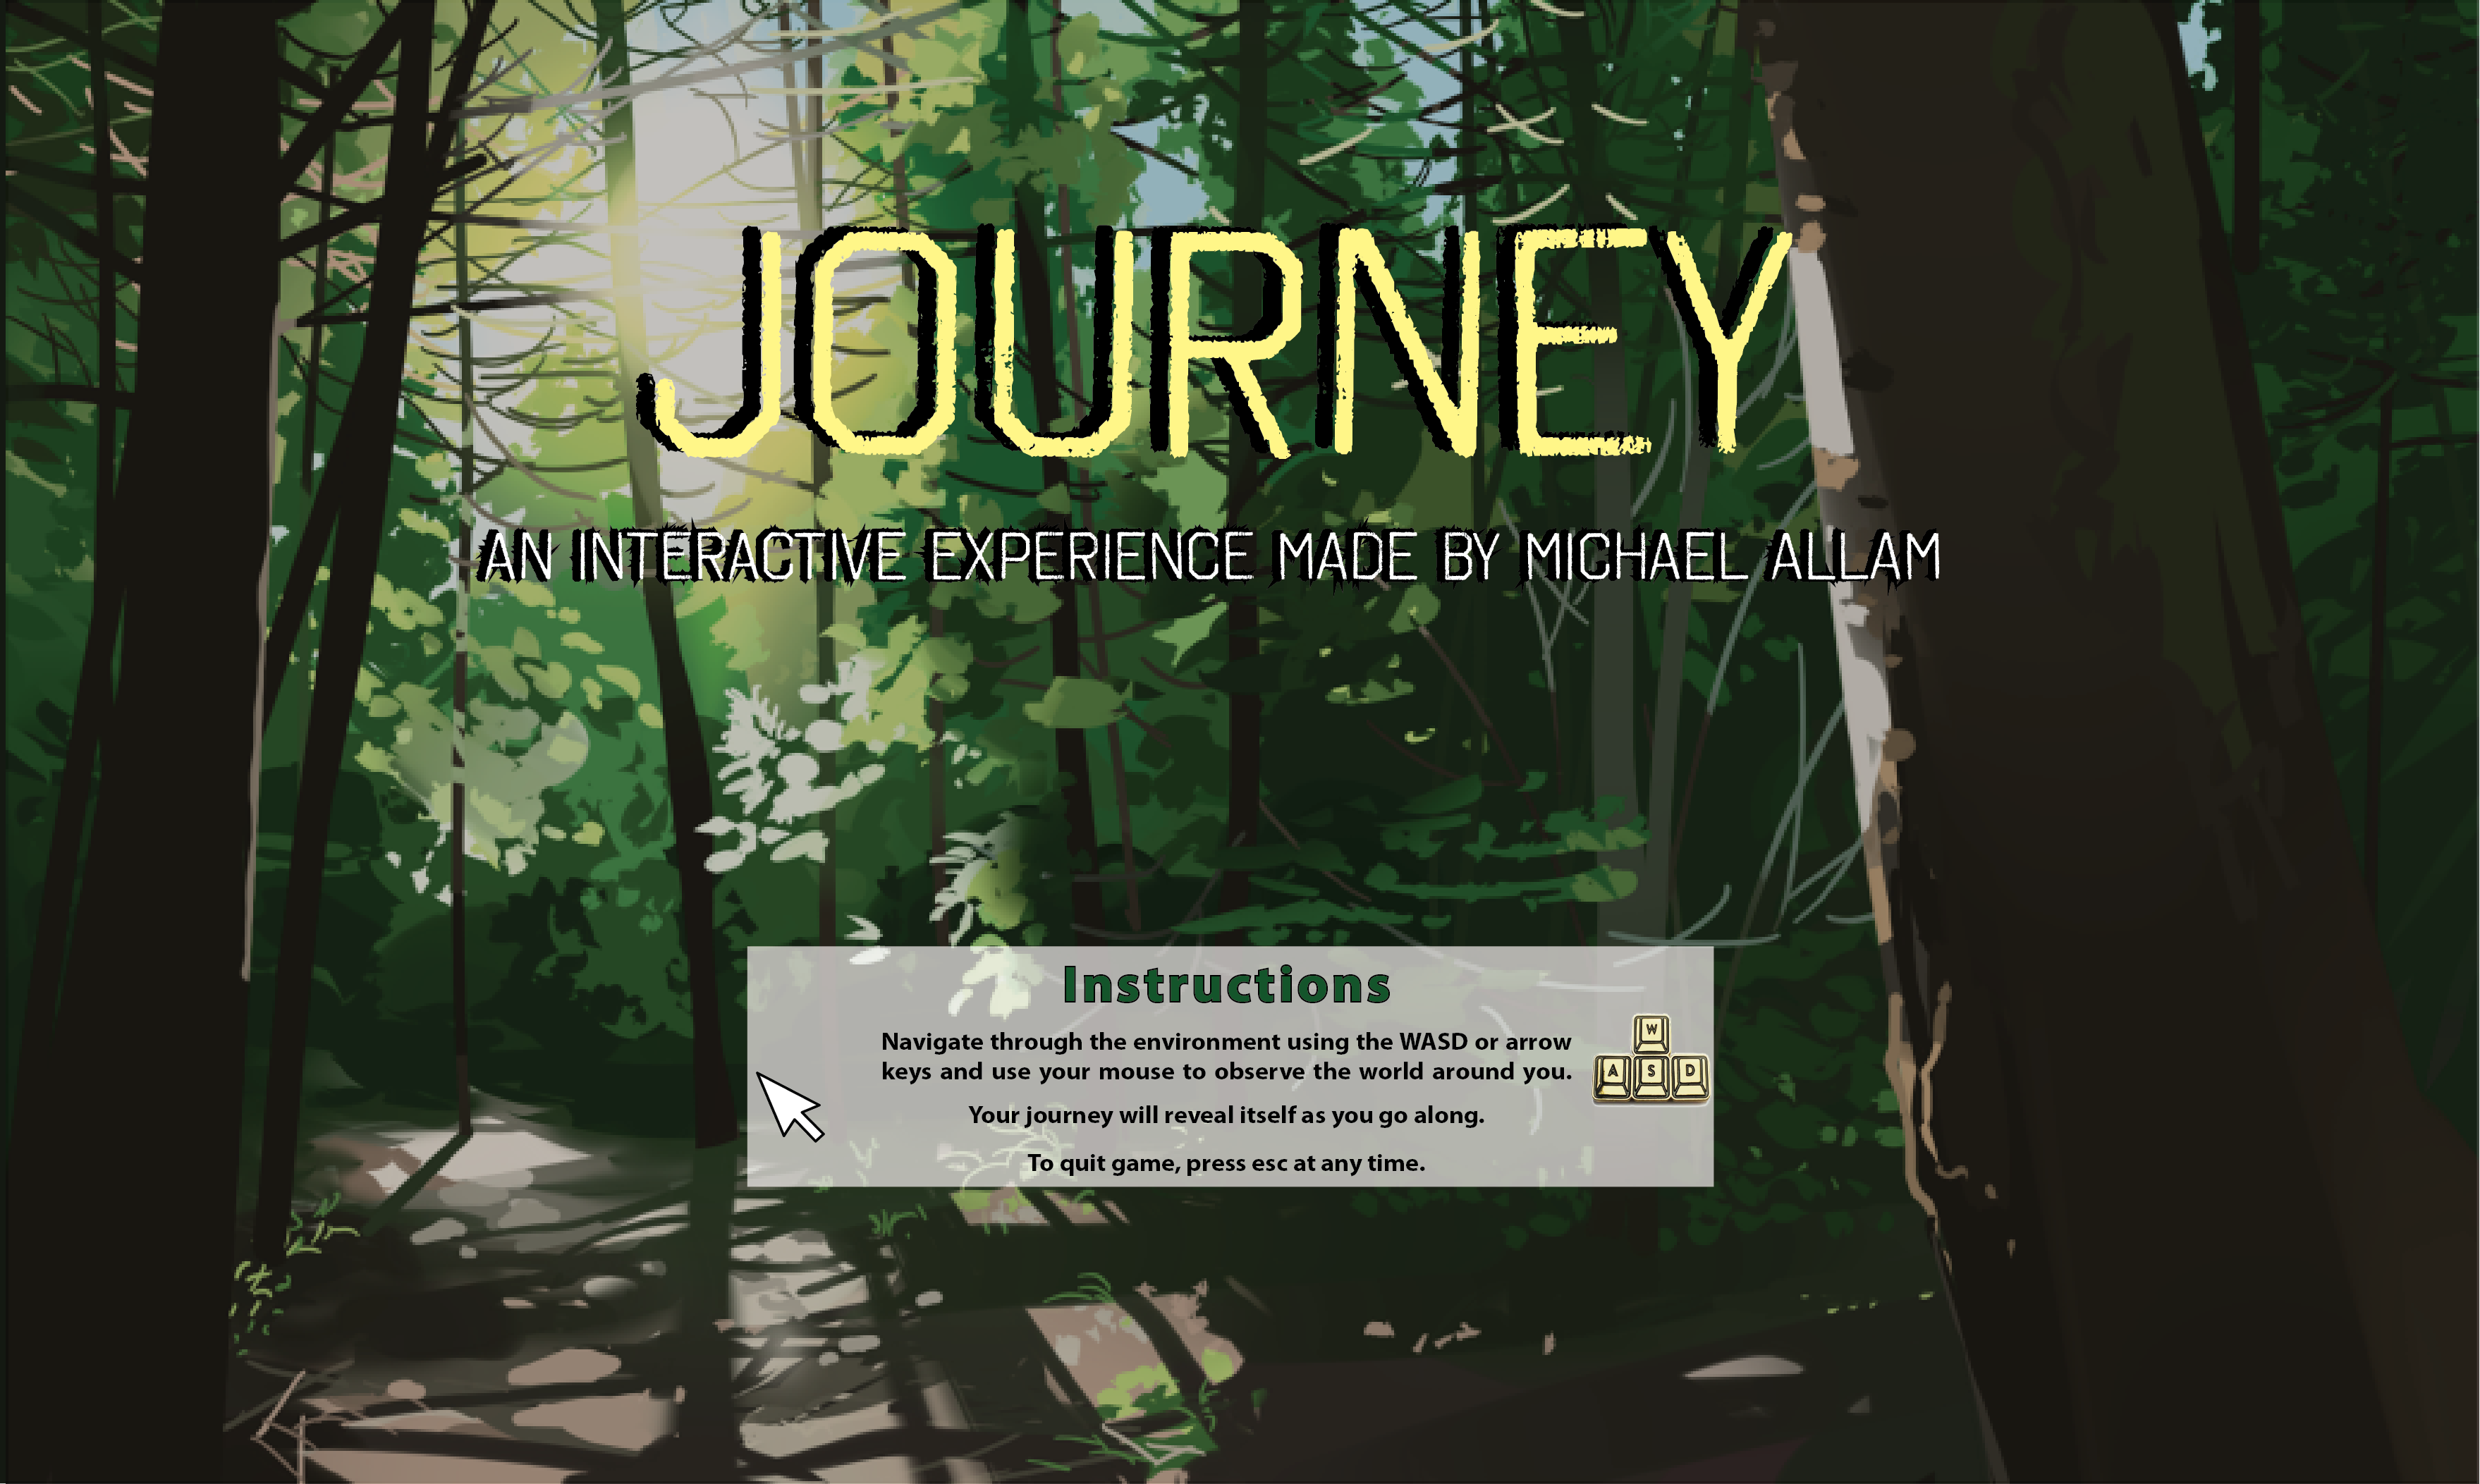 JOURNEY
AN INTERACTIVE EXPERIENCE MADE BY MICHAEL ALLAM
Instructions
Navigate through the environment using the WASD or arrow
keys and use your mouse to observe the world around you.
Your journey will reveal itself as you go along.
To quit game, press esc at any time.
W
A S D